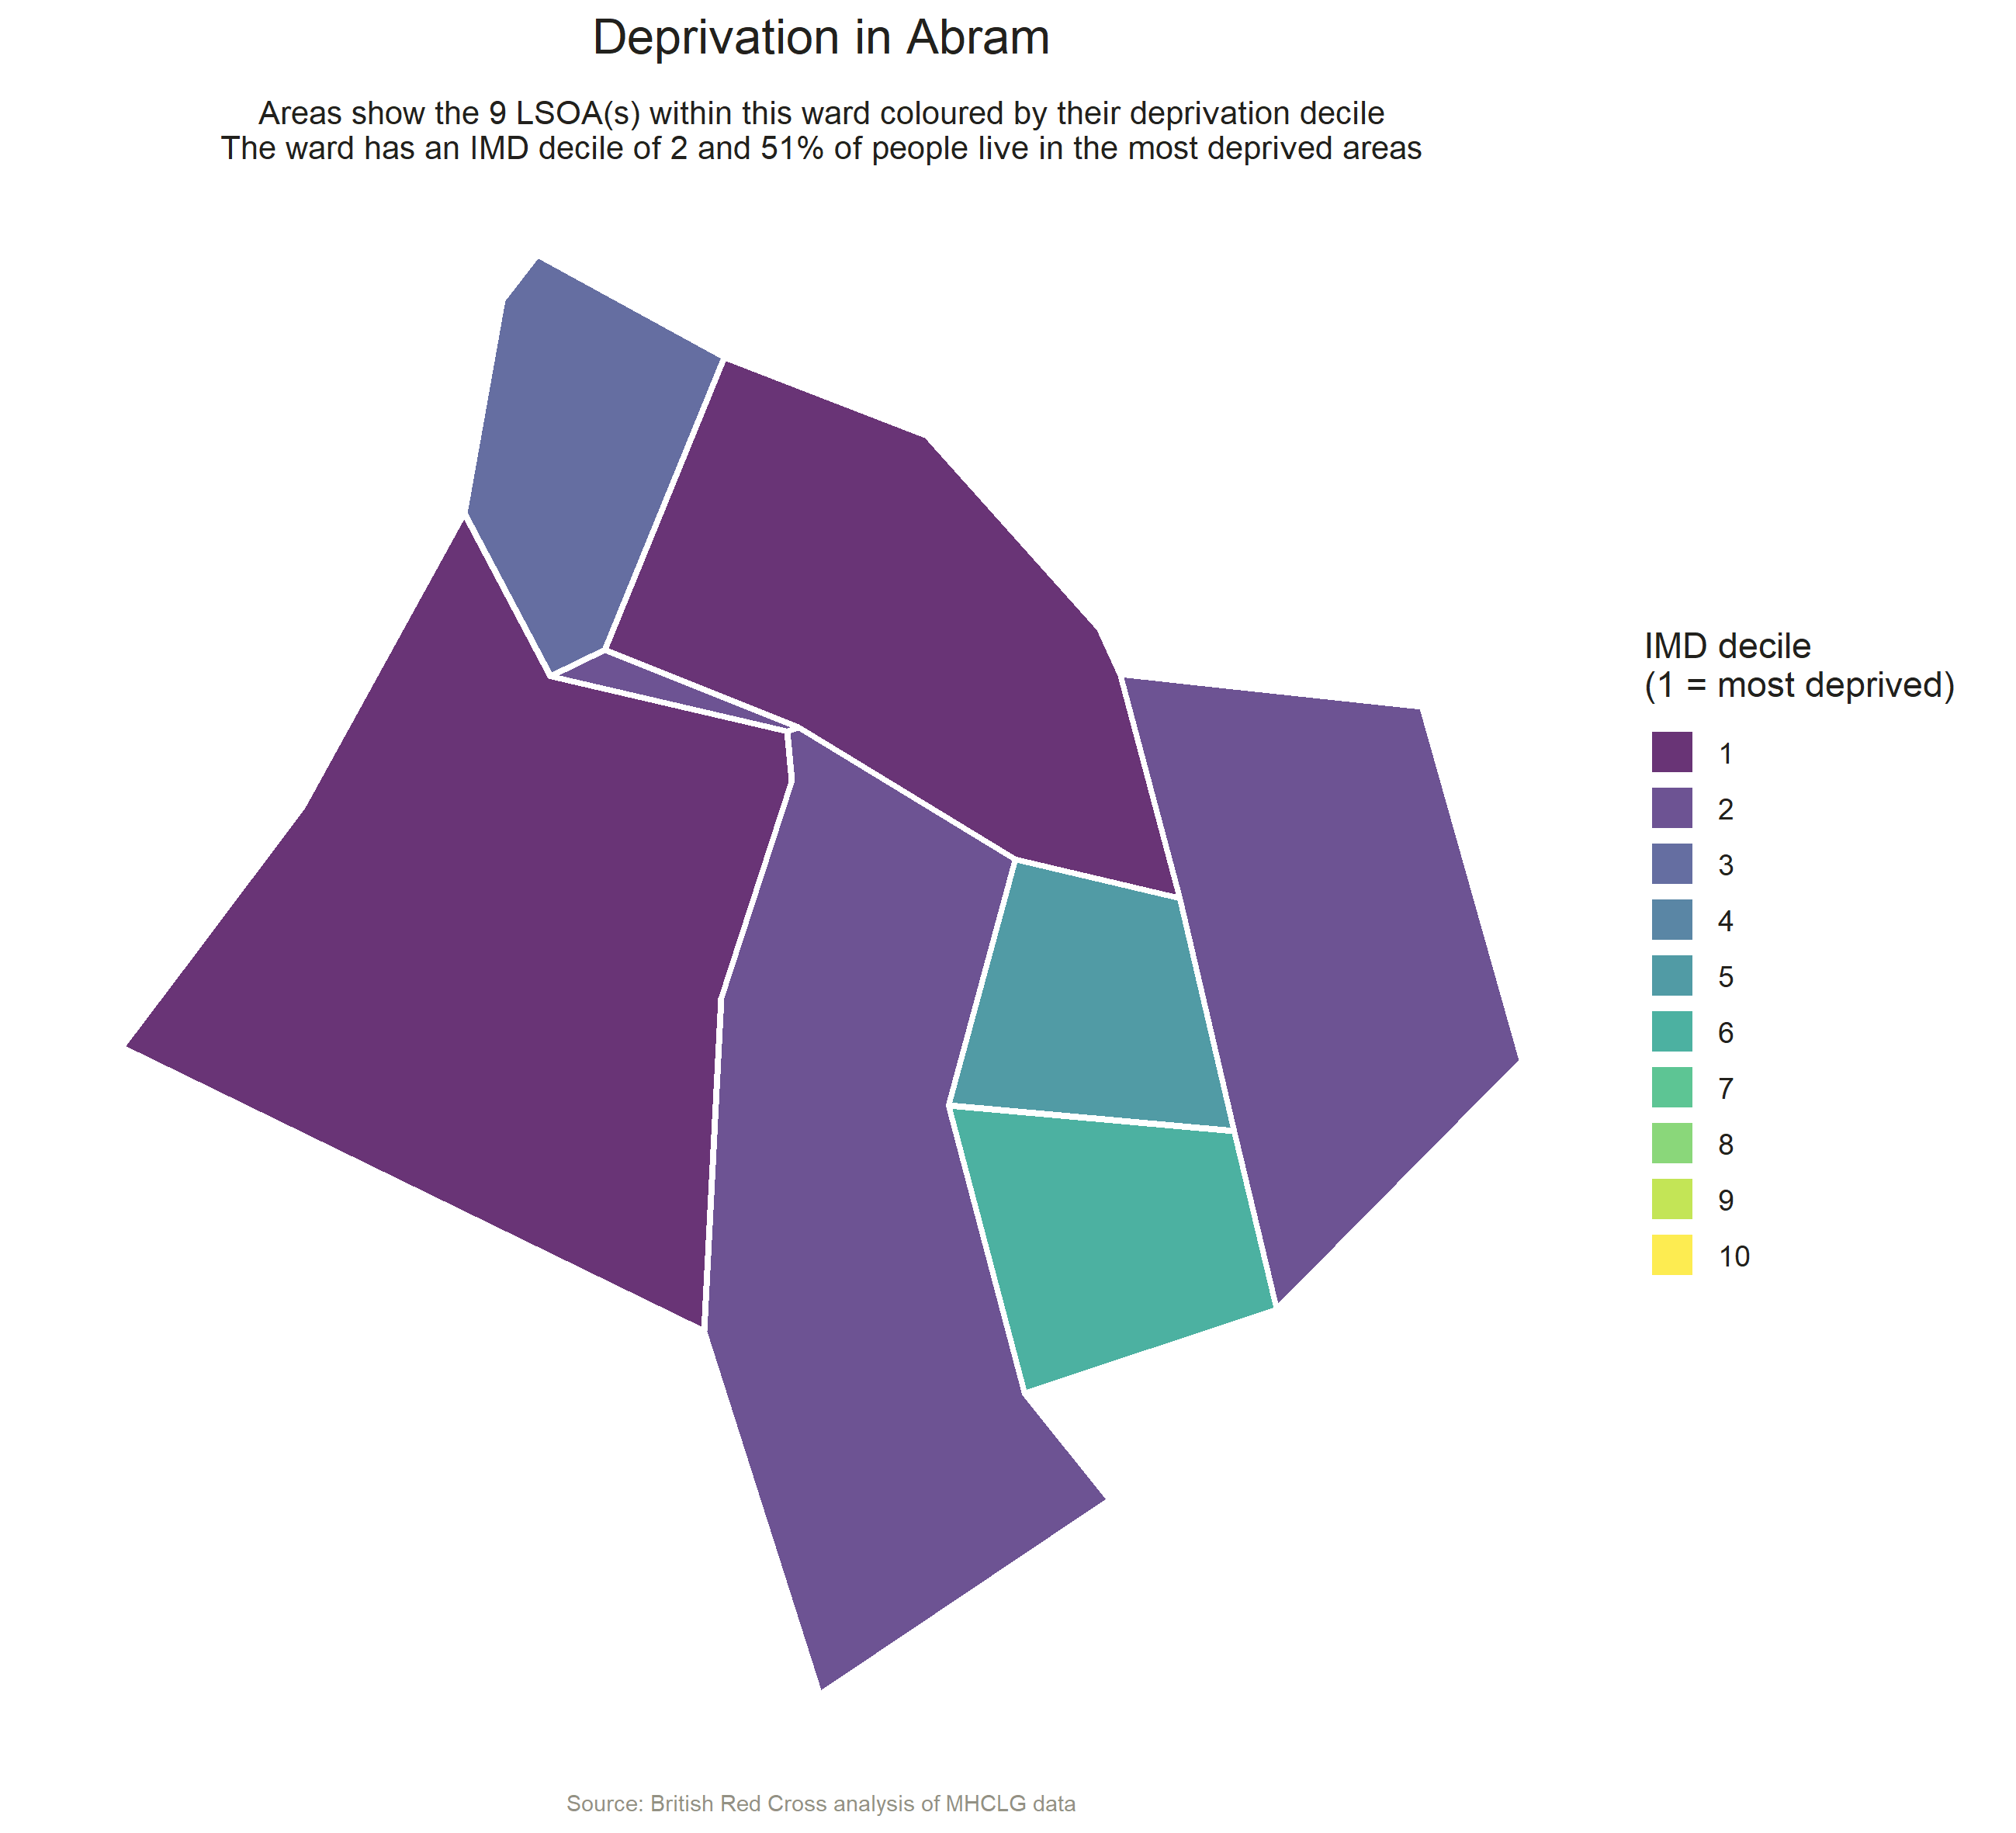 Deprivation in Abram
Areas show the 9 LSOA(s) within this ward coloured by their deprivation decile
The ward has an IMD decile of 2 and 51% of people live in the most deprived areas
IMD decile
(1 = most deprived)
1
2
3
4
5
6
7
8
9
10
Source: British Red Cross analysis of MHCLG data